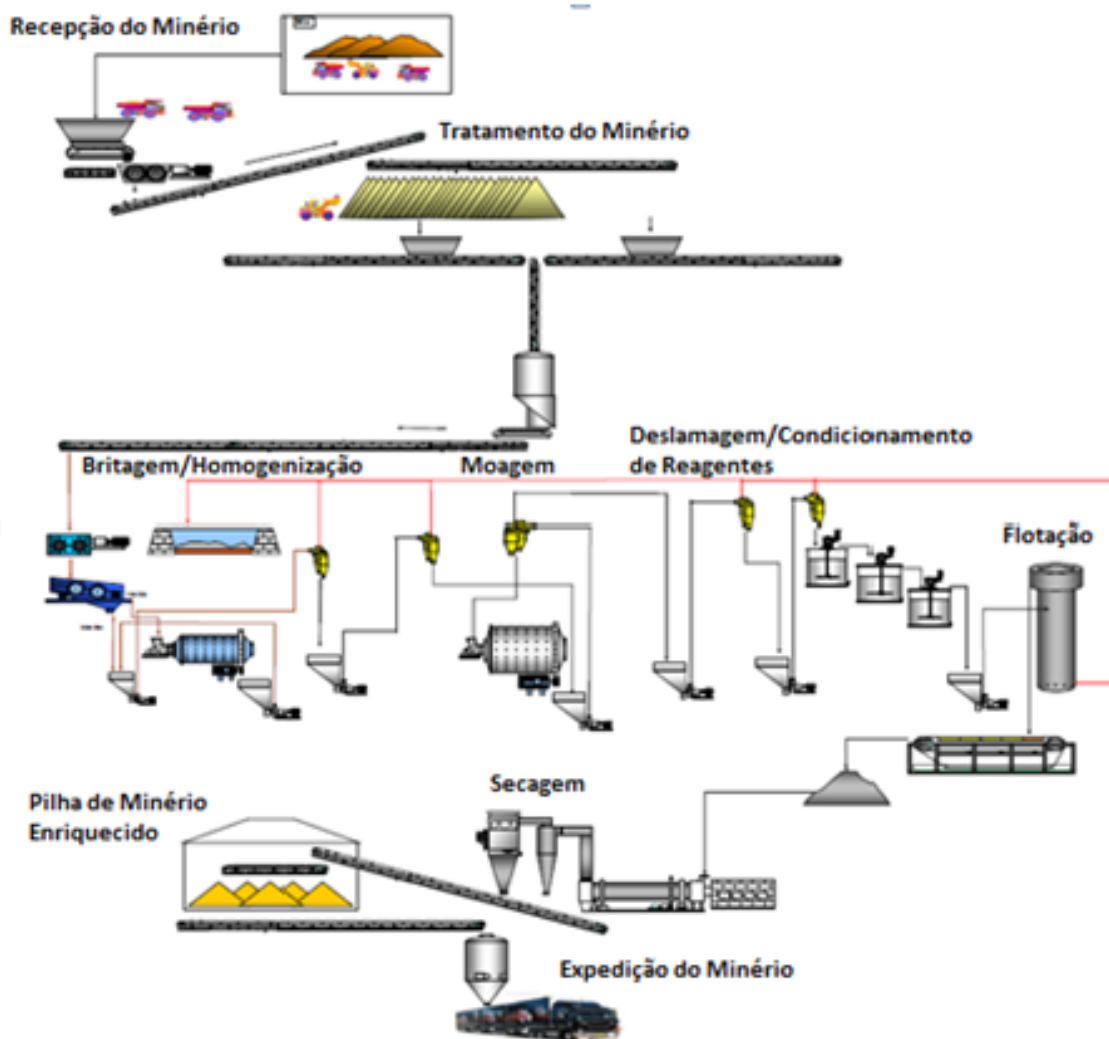 Recepção do Minério
Tratamento do Minério
Deslamagem/Condicionamento
de Reagentes
Britagem/Homogenização
Moagem
Flotação
Secagem
Pilha de Minério
Enriquecido
Expedição do Minério